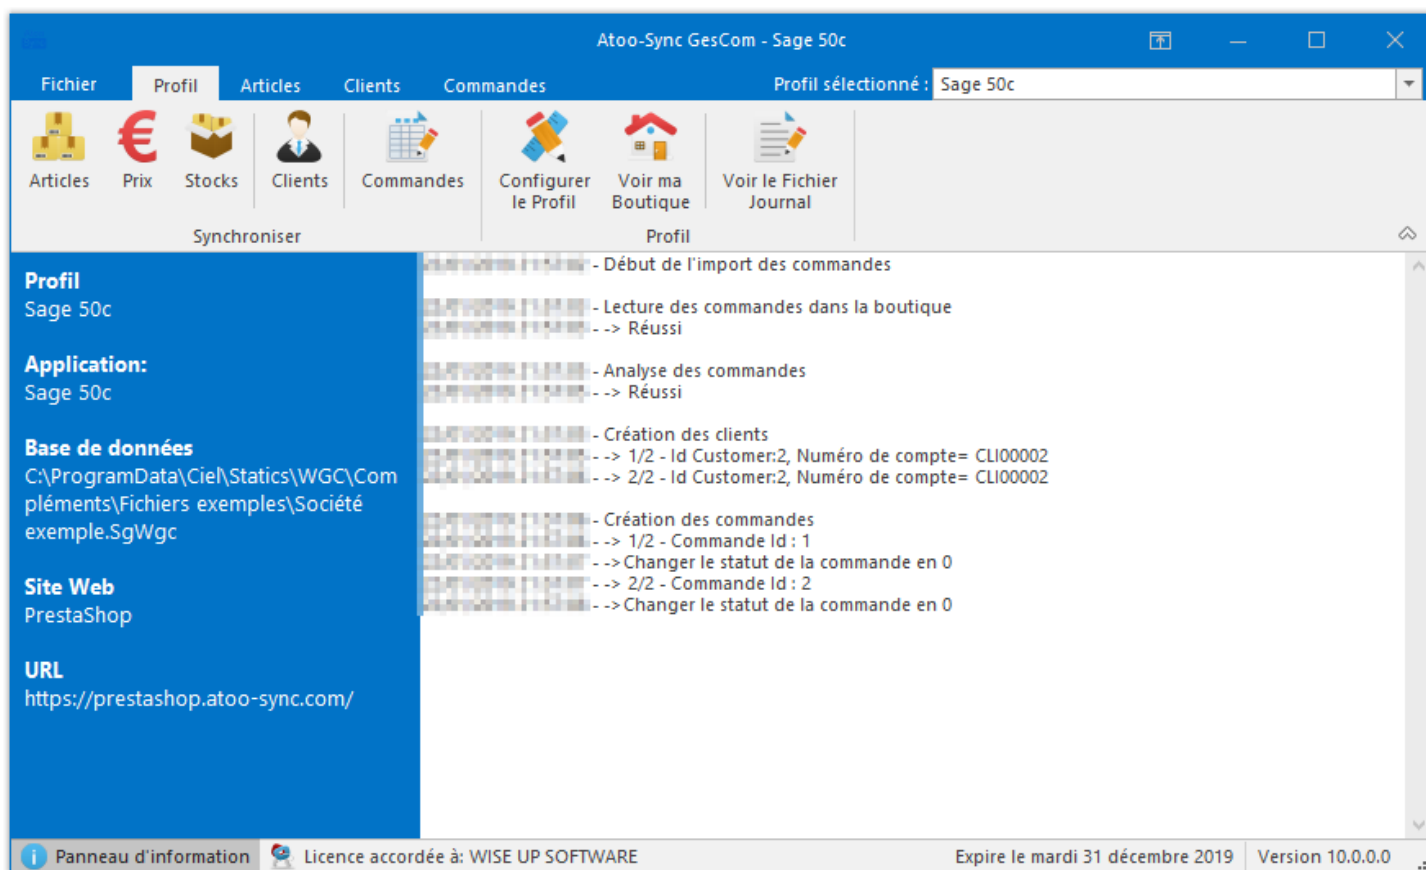 Atoo-Sync GesCom - Sage 50c
Fichier Profil Articles Clients Commandes Profil sélectionné : Sage 50c
Articles Prix Stocks Clients Commandes Configurer le Profil Voir ma Boutique Voir le Fichier Journal
Synchroniser Profil
Profil
Sage 50c
Application:
Sage 50c
Base de données
C:\ProgramData\Ciel\Statics\WGC\Com
pléments\Fichiers exemples\Société
exemple.SgWgc
Site Web
PrestaShop
URL
https://prestashop.atoo-sync.com/
- Début de l'import des commandes
- Lecture des commandes dans la boutique
- --> Réussi
- Analyse des commandes
- --> Réussi
- Création des clients
- --> 1/2 - Id Customer:2, Numéro de compte= CLI00002
- --> 2/2 - Id Customer:2, Numéro de compte= CLI00002
- Création des commandes
- --> 1/2 - Commande Id : 1
- -->Changer le statut de la commande en 0
- --> 2/2 - Commande Id : 2
- -->Changer le statut de la commande en 0
Panneau d'information Licence accordée à: WISE UP SOFTWARE Expire le mardi 31 décembre 2019 Version 10.0.0.0